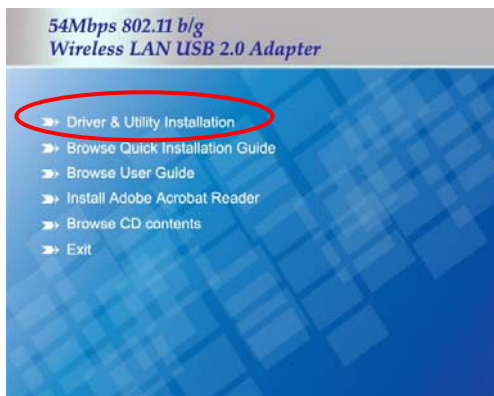 54Mbps 802.11 b/g
Wireless LAN USB 2.0 Adapter
Driver & Utility Installation
Browse Quick Installation Guide
Browse User Guide
Install Adobe Acrobat Reader
Browse CD contents
Exit